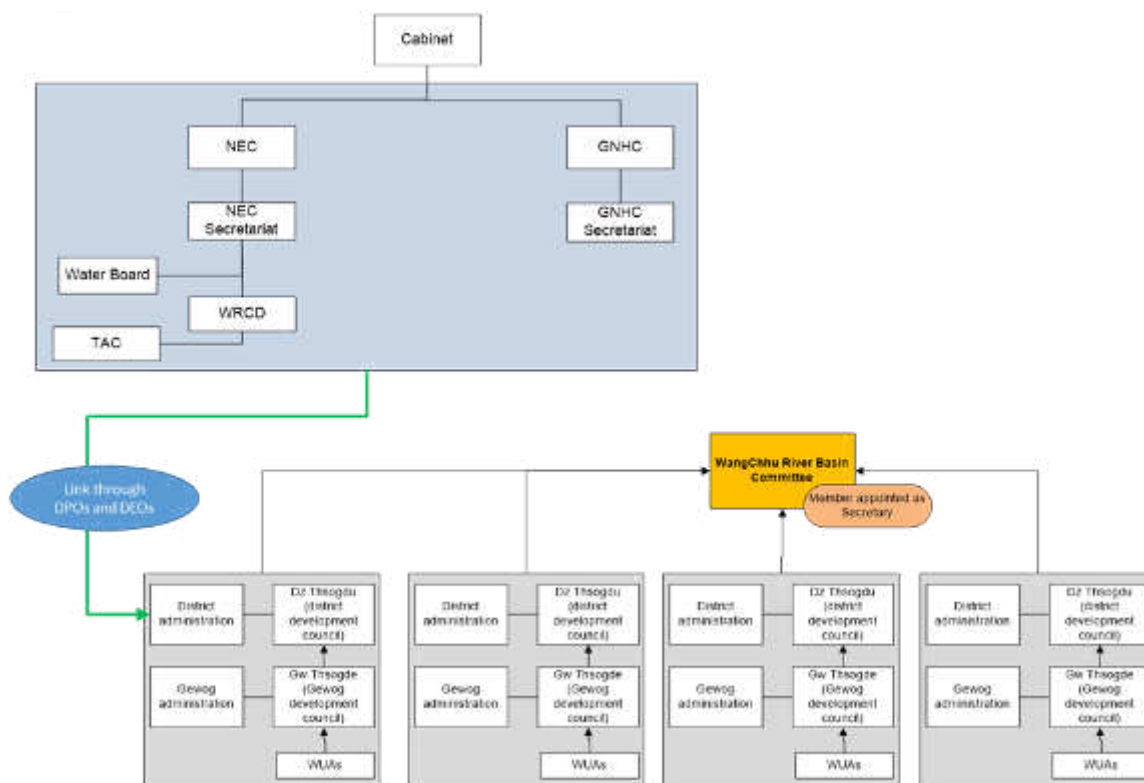 Cabinet
NEC
GNHC
NEC
Secretariat
GNHC
Secretariat
Water Board
WRCD
TAC
WangChhu River Basin
Committee
Link through
DPOs and DEOs
Member appointed as
Secretary
District
administration
Dz Thsogdu
(district
development
council)
District
administration
Dz Thsogdu
(district
development
council)
District
administration
Dz Thsogdu
(district
development
council)
District
administration
Dz Thsogdu
(district
development
council)
Gewog
administration
Gw Thsogde
(Gewog
development
council)
Gewog
administration
Gw Thsogde
(Gewog
development
council)
Gewog
administration
Gw Thsogde
(Gewog
development
council)
Gewog
administration
Gw Thsogde
(Gewog
development
council)
WUAs
WUAs
WUAs
WUAs